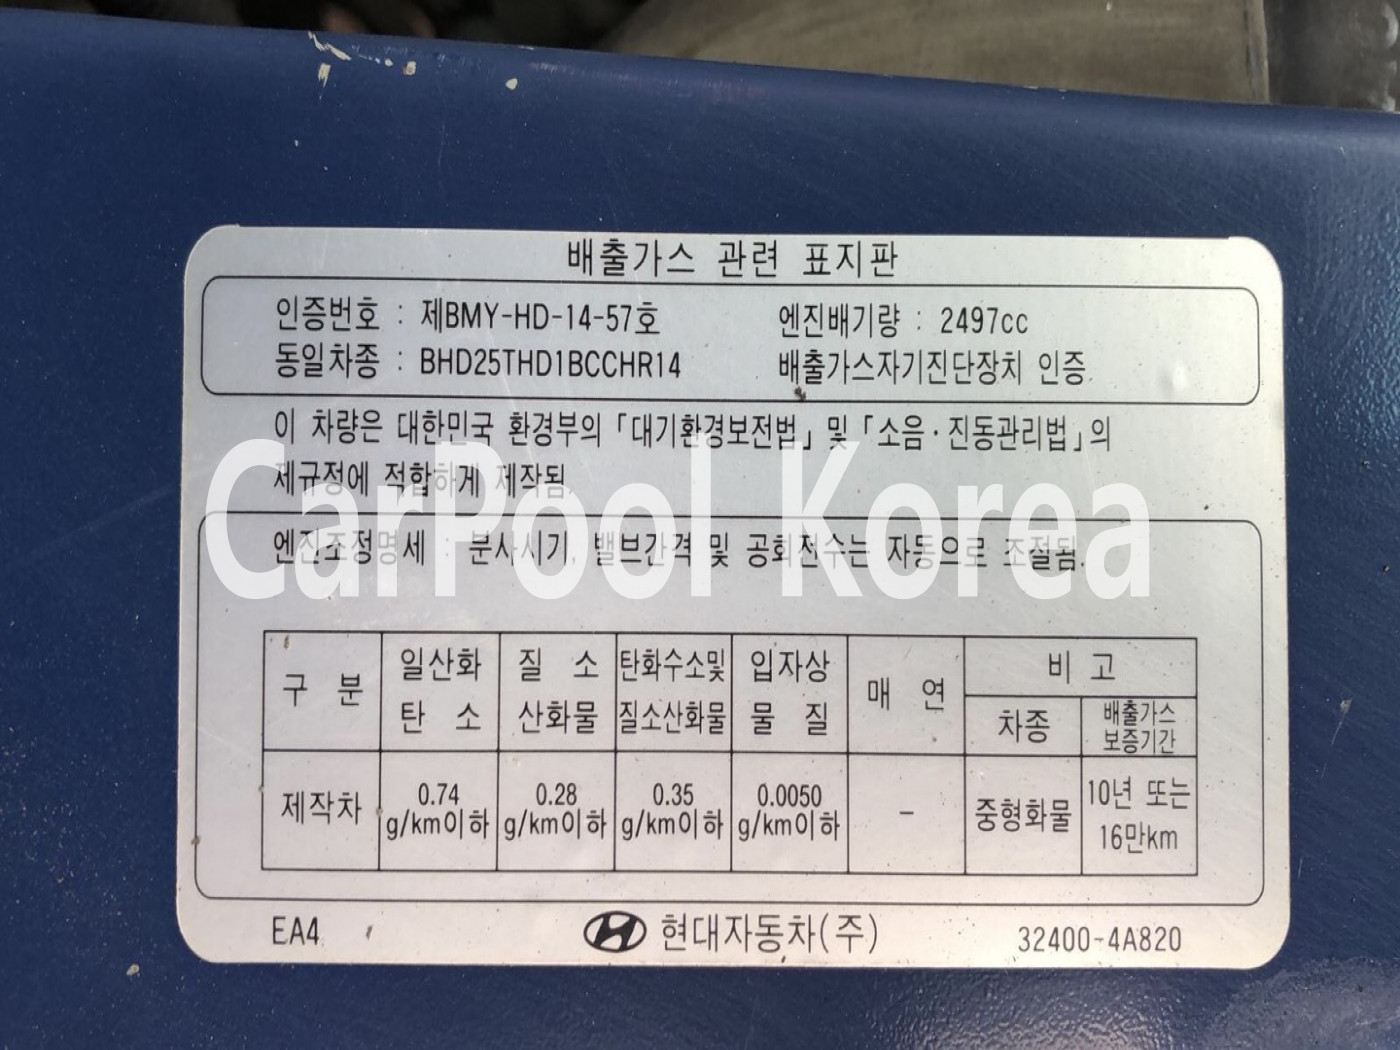 배출가스 관련 표지판
인증번호 : 제BMY-HD-14-57호
엔진배기량 : 2497cc
동일차종 : BHD25THD1BCCHR14
배출가스자기진단장치 인증
이 차량은 대한민국 환경부의 「대기환경보전법」 및 「소음·진동관리법」의
제규정에 적합하게 제작됨.
CarPool Korea
엔진조정명세 : 분사시기, 밸브간격 및 공회전수는 자동으로 조절됨.
구 분
일산화
탄 소
질 소
산화물
탄화수소및
질소산화물
입자상
물 질
매 연
비 고
차종
배출가스
보증기간
제작차
0.74
g/km이하
0.28
g/km이하
0.35
g/km이하
0.0050
g/km이하
-
중형화물
10년 또는
16만km
EA4
현대자동차(주)
32400-4A820